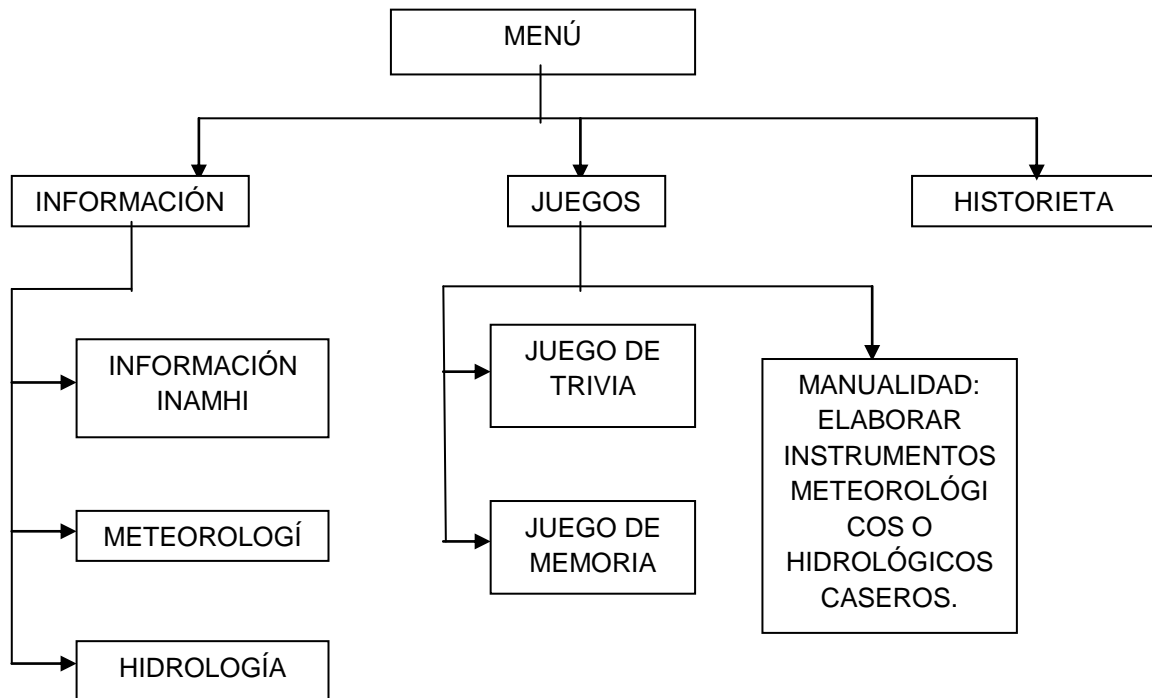 MENÚ
INFORMACIÓN
JUEGOS
HISTORIETA
INFORMACIÓN
INAMHI
METEOROLOGÍ
HIDROLOGÍA
JUEGO DE
TRIVIA
JUEGO DE
MEMORIA
MANUALIDAD:
ELABORAR
INSTRUMENTOS
METEOROLÓGI
COS O
HIDROLÓGICOS
CASEROS.